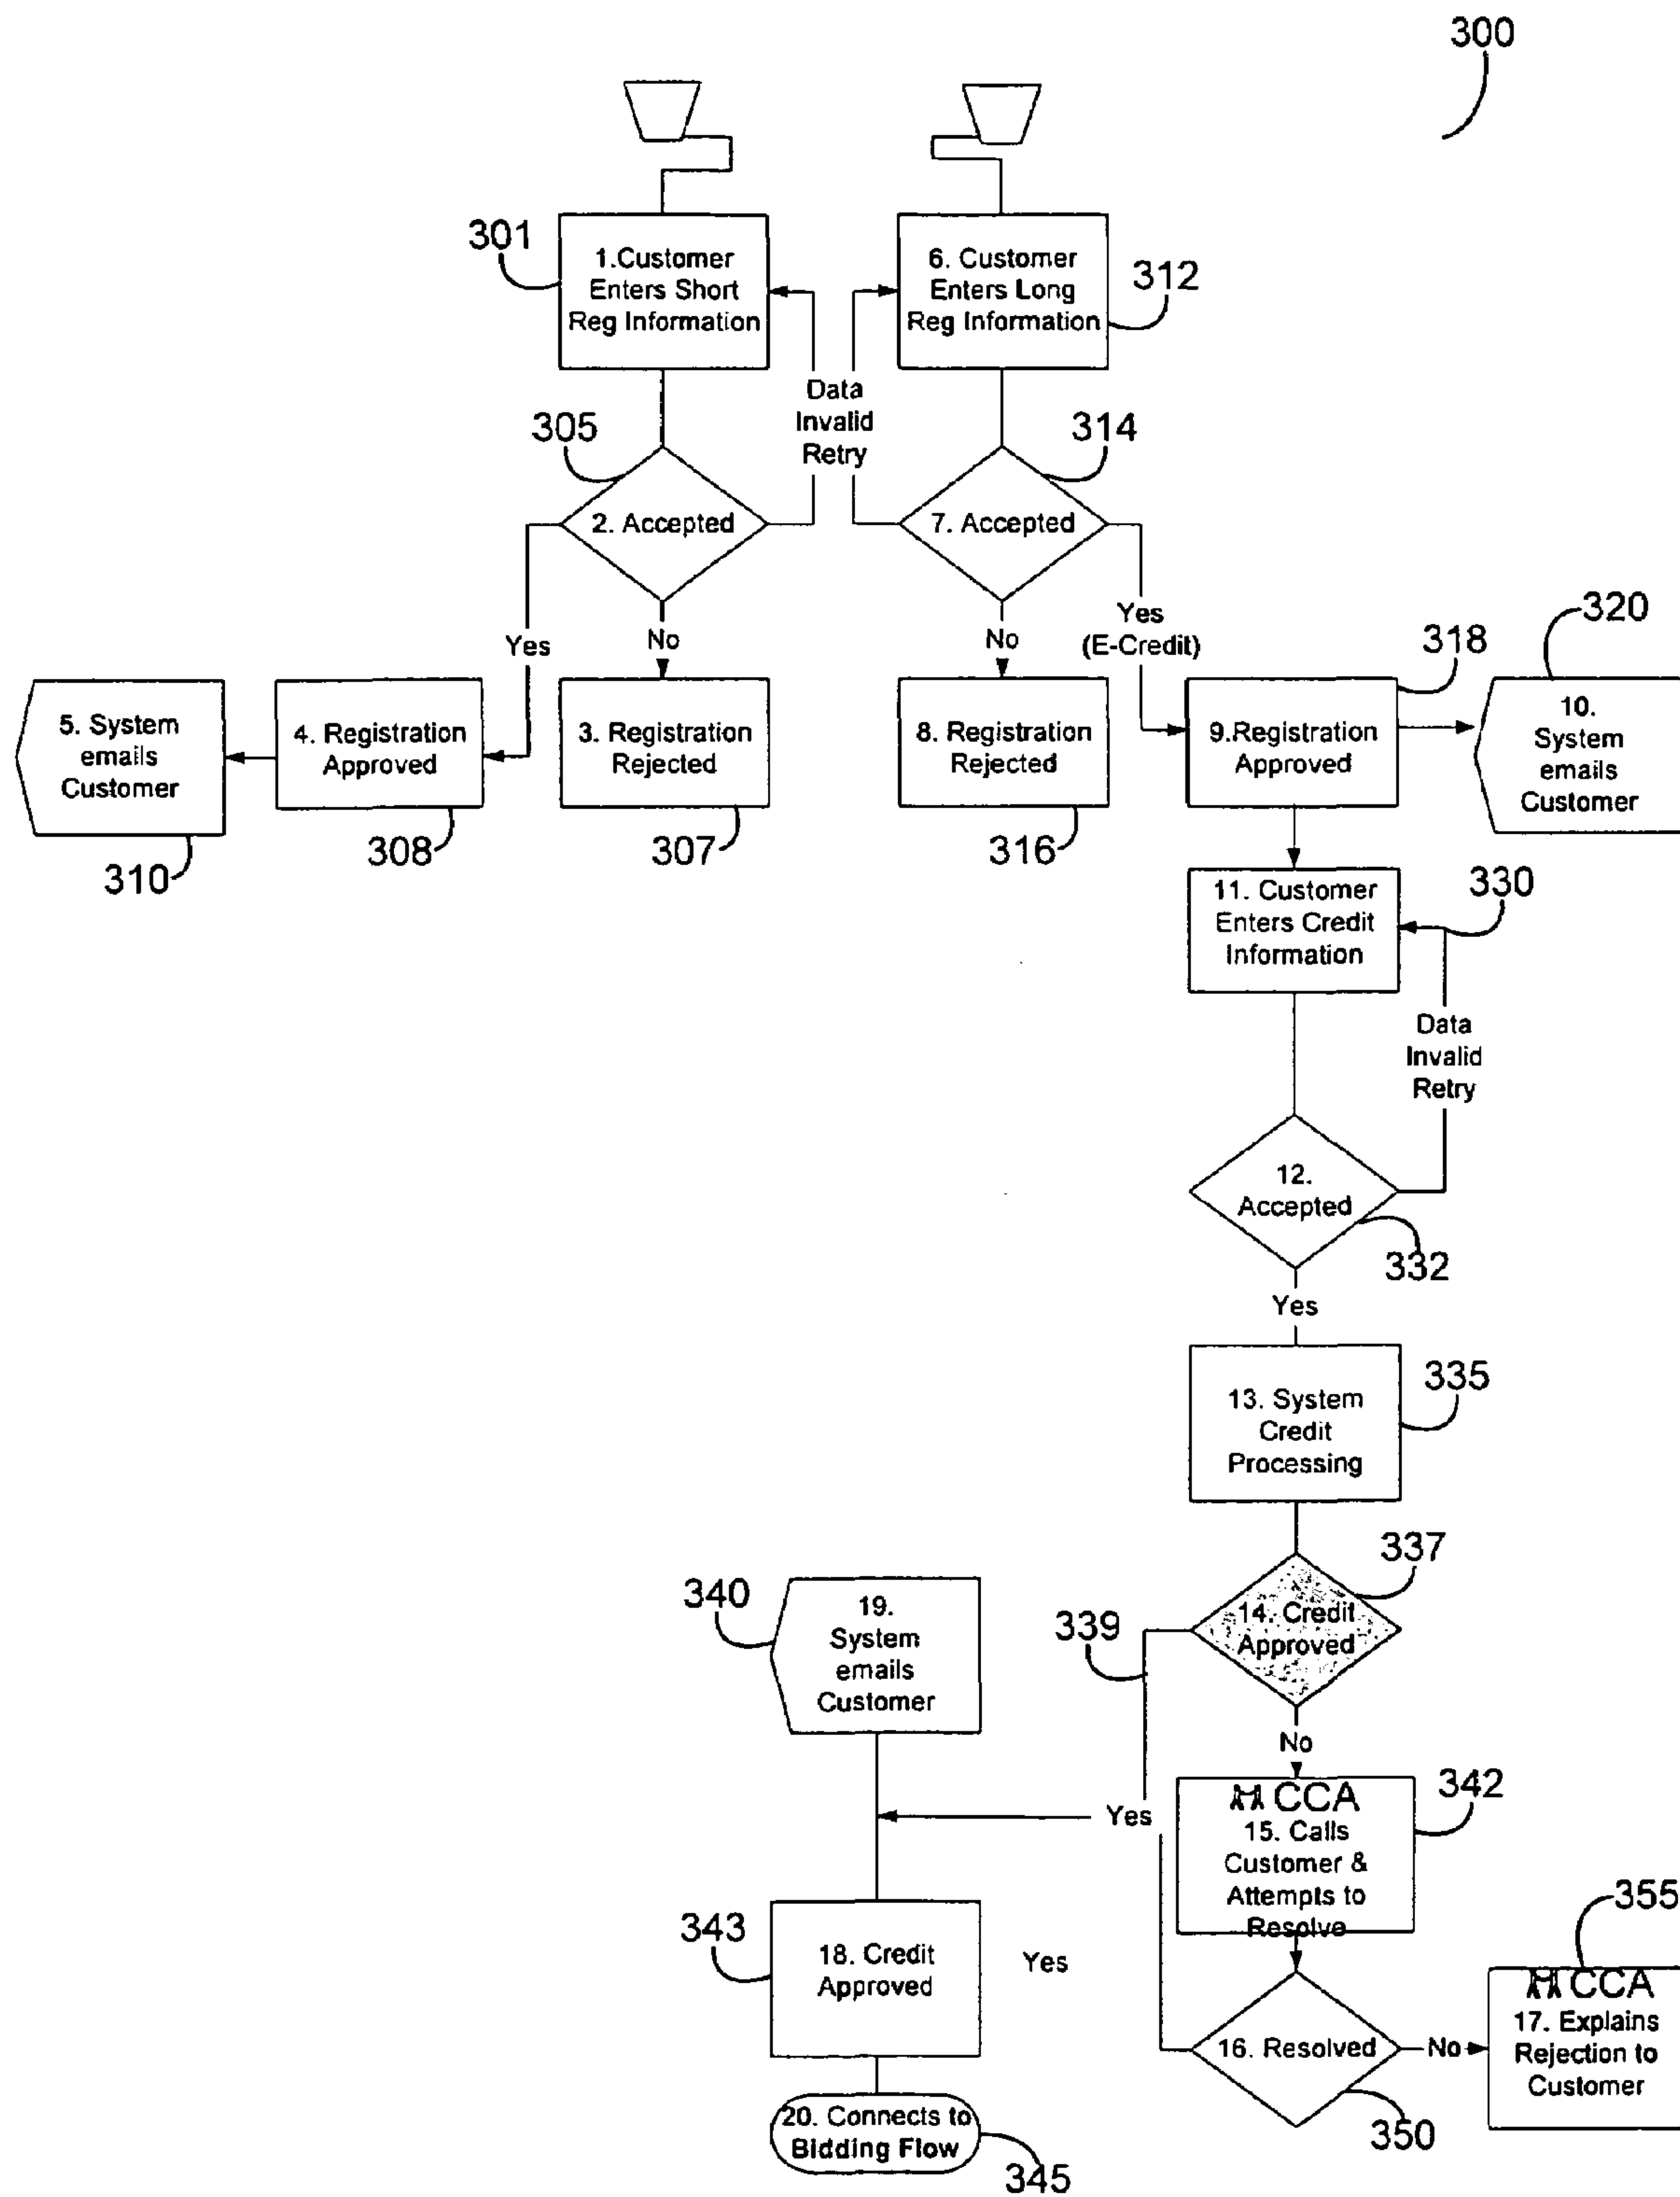 300
301
1.Customer
Enters Short
Reg Information
6. Customer
Enters Long
Reg Information
312
Data
Invalid
Retry
305
314
2. Accepted
7. Accepted
Yes
No
No
Yes
(E-Credit)
320
318
5. System
emails
Customer
4. Registration
Approved
3. Registration
Rejected
8. Registration
Rejected
9.Registration
Approved
10.
System
emails
Customer
310
308
307
316
11. Customer
Enters Credit
Information
330
Data
Invalid
Retry
12.
Accepted
332
Yes
13. System
Credit
Processing
335
337
14. Credit
Approved
339
340
19.
System
emails
Customer
No
CCA
15. Calls
Customer &
Attempts to
Resolve
342
Yes
343
18. Credit
Approved
Yes
355
16. Resolved
No
CCA
17. Explains
Rejection to
Customer
350
20. Connects to
Bidding Flow
345